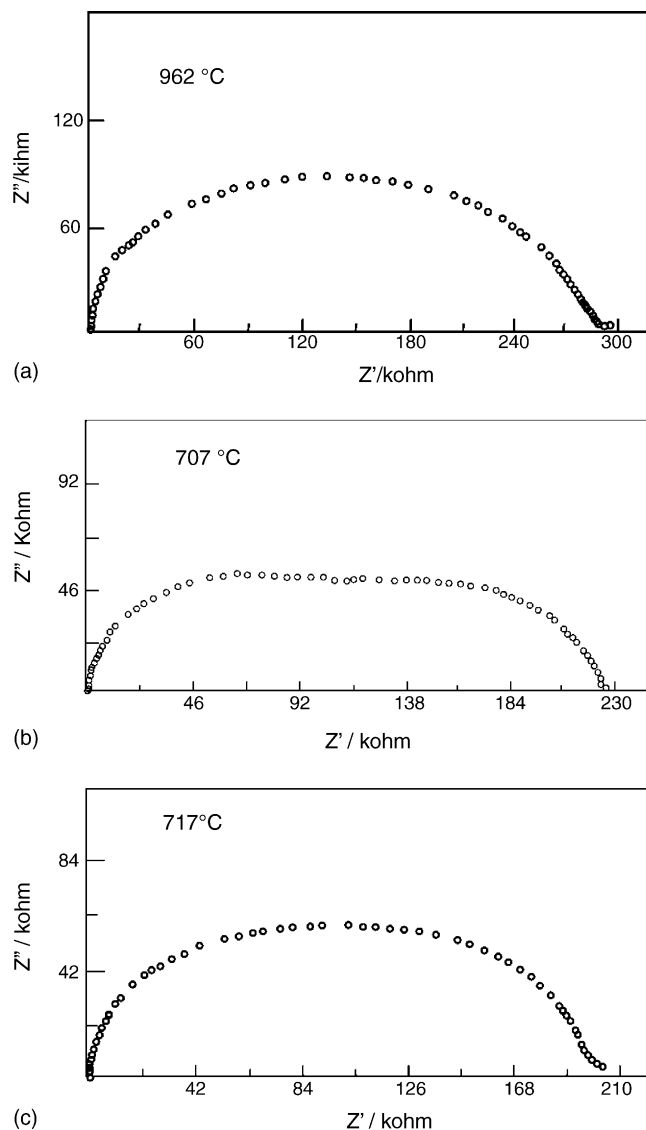 962 °C
120
Z"/kihm
60
60 120 180 240 300
(a)
Z'/kohm
707 °C
92
Z" / Kohm
46
46 92 138 184 230
(b)
Z' / kohm
717°C
84
Z" / kohm
42
42 84 126 168 210
(c)
Z' / kohm